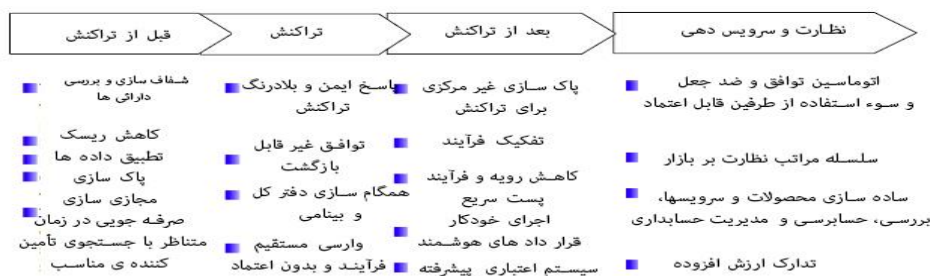 قبل از تراکنش
تراکنش
بعد از تراکنش
نظارت و سرویس دهی
شفاف سازی و بررسی
دارائی ها
کاهش ریسک
تطبیق داده ها
پاک سازی
مجازی سازی
صرفه جویی در زمان
متناظر با جستجوی تأمین
کننده ی مناسب
پاسخ ایمن و بلادرنگ
تراکنش
توافق غیر قابل
بازگشت
همگام سازی دفتر کل
و بینامی
وارسی مستقیم
فرآیند و بدون اعتماد
پاک سازی غیر مرکزی
برای تراکنش
تفکیک فرآیند
کاهش رویه و فرآیند
پست سریع
اجرای خودکار
قرار داد های هوشمند
سیستم اعتباری پیشرفته
اتوماسین توافق و ضد جعل
و سوء استفاده از طرفین قابل اعتماد
سلسله مراتب نظارت بر بازار
ساده سازی محصولات و سرویسها،
بررسی، حسابرسی و مدیریت حسابداری
تدارک ارزش افزوده